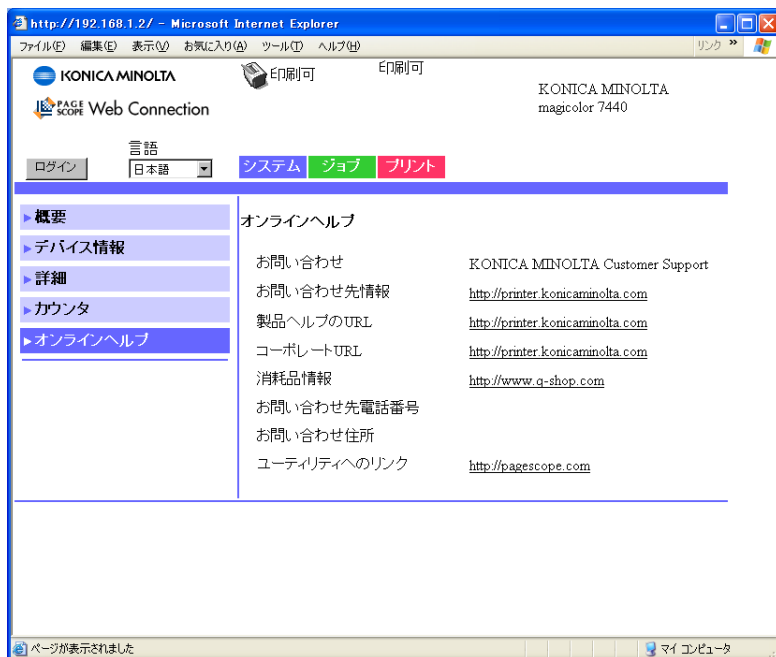 http://192.168.1.2/ - Microsoft Internet Explorer
ファイル(F) 編集(E) 表示(V) お気に入り(A) ツール(T) ヘルプ(H) リンク »
KONICA MINOLTA 印刷可 印刷可
KONICA MINOLTA
PAGE SCOPE Web Connection magicolor 7440
言語
ログイン 日本語 システム ジョブ プリント
概要
オンラインヘルプ
デバイス情報
お問い合わせ KONICA MINOLTA Customer Support
詳細
お問い合わせ先情報 http://printer.konicaminolta.com
カウンタ
製品ヘルプのURL http://printer.konicaminolta.com
オンラインヘルプ
コーポレートURL http://printer.konicaminolta.com
消耗品情報 http://www.q-shop.com
お問い合わせ先電話番号
お問い合わせ住所
ユーティリティへのリンク http://pagescope.com
ページが表示されました マイ コンピュータ